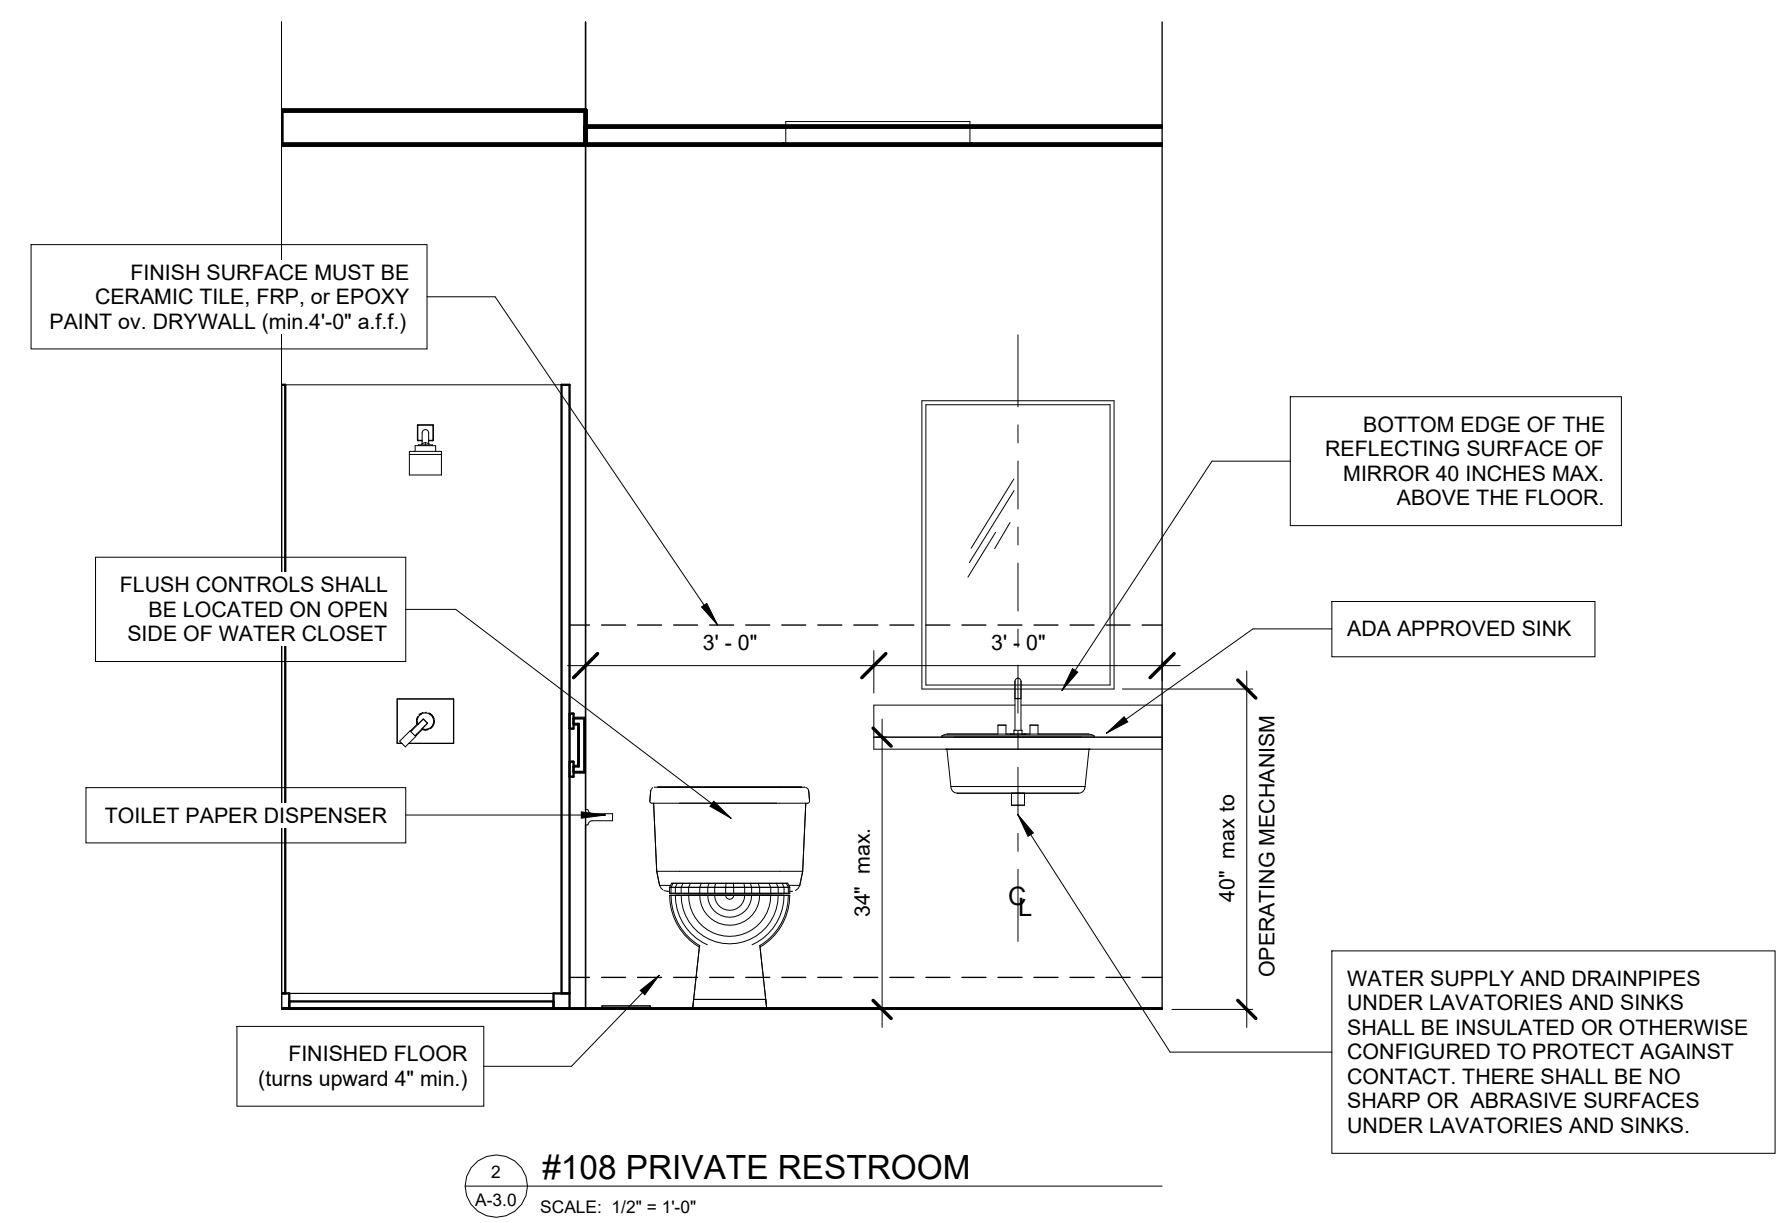 FINISH SURFACE MUST BE
CERAMIC TILE, FRP, or EPOXY
PAINT ov. DRYWALL (min.4'-0" a.f.f.)
BOTTOM EDGE OF THE
REFLECTING SURFACE OF
MIRROR 40 INCHES MAX.
ABOVE THE FLOOR.
FLUSH CONTROLS SHALL
BE LOCATED ON OPEN
SIDE OF WATER CLOSET
3' - 0"
3' - 0"
ADA APPROVED SINK
TOILET PAPER DISPENSER
34" max.
40" max to
OPERATING MECHANISM
CL
WATER SUPPLY AND DRAINPIPES
UNDER LAVATORIES AND SINKS
SHALL BE INSULATED OR OTHERWISE
CONFIGURED TO PROTECT AGAINST
CONTACT. THERE SHALL BE NO
SHARP OR ABRASIVE SURFACES
UNDER LAVATORIES AND SINKS.
FINISHED FLOOR
(turns upward 4" min.)
2
A-3.0
#108 PRIVATE RESTROOM
SCALE: 1/2" = 1'-0"